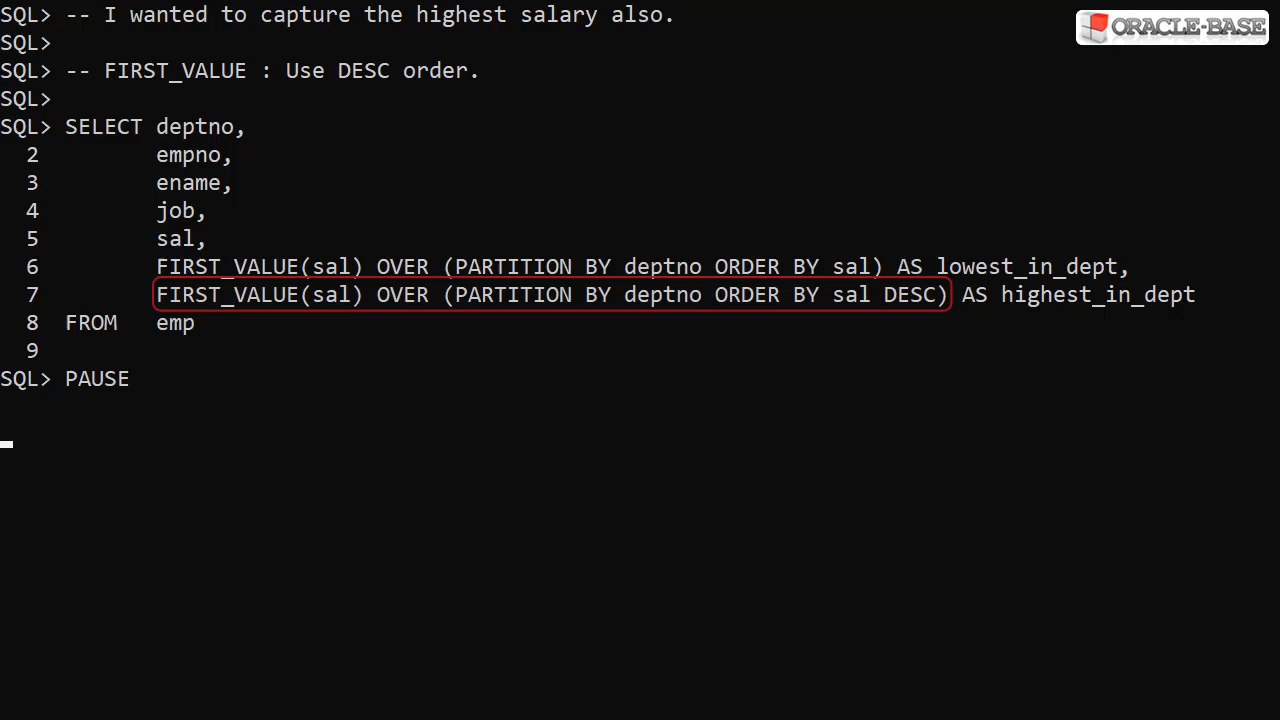 SQL> -- I wanted to capture the highest salary also.
ORACLE-BASE
SQL>
SQL> -- FIRST_VALUE : Use DESC order.
SQL>
SQL> SELECT deptno,
  2         empno,
  3         ename,
  4         job,
  5         sal,
  6         FIRST_VALUE(sal) OVER (PARTITION BY deptno ORDER BY sal) AS lowest_in_dept,
  7         FIRST_VALUE(sal) OVER (PARTITION BY deptno ORDER BY sal DESC) AS highest_in_dept
  8  FROM   emp
  9
SQL> PAUSE